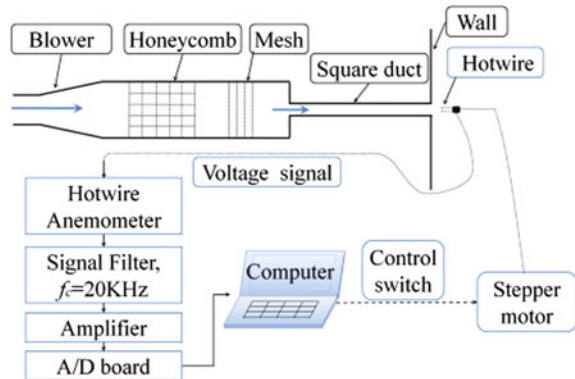 Blower
Honeycomb
Mesh
Wall
Square duct
Hotwire
Voltage signal
Hotwire
Anemometer
Signal Filter,
fc=20KHz
Amplifier
A/D board
Computer
Control
switch
Stepper
motor